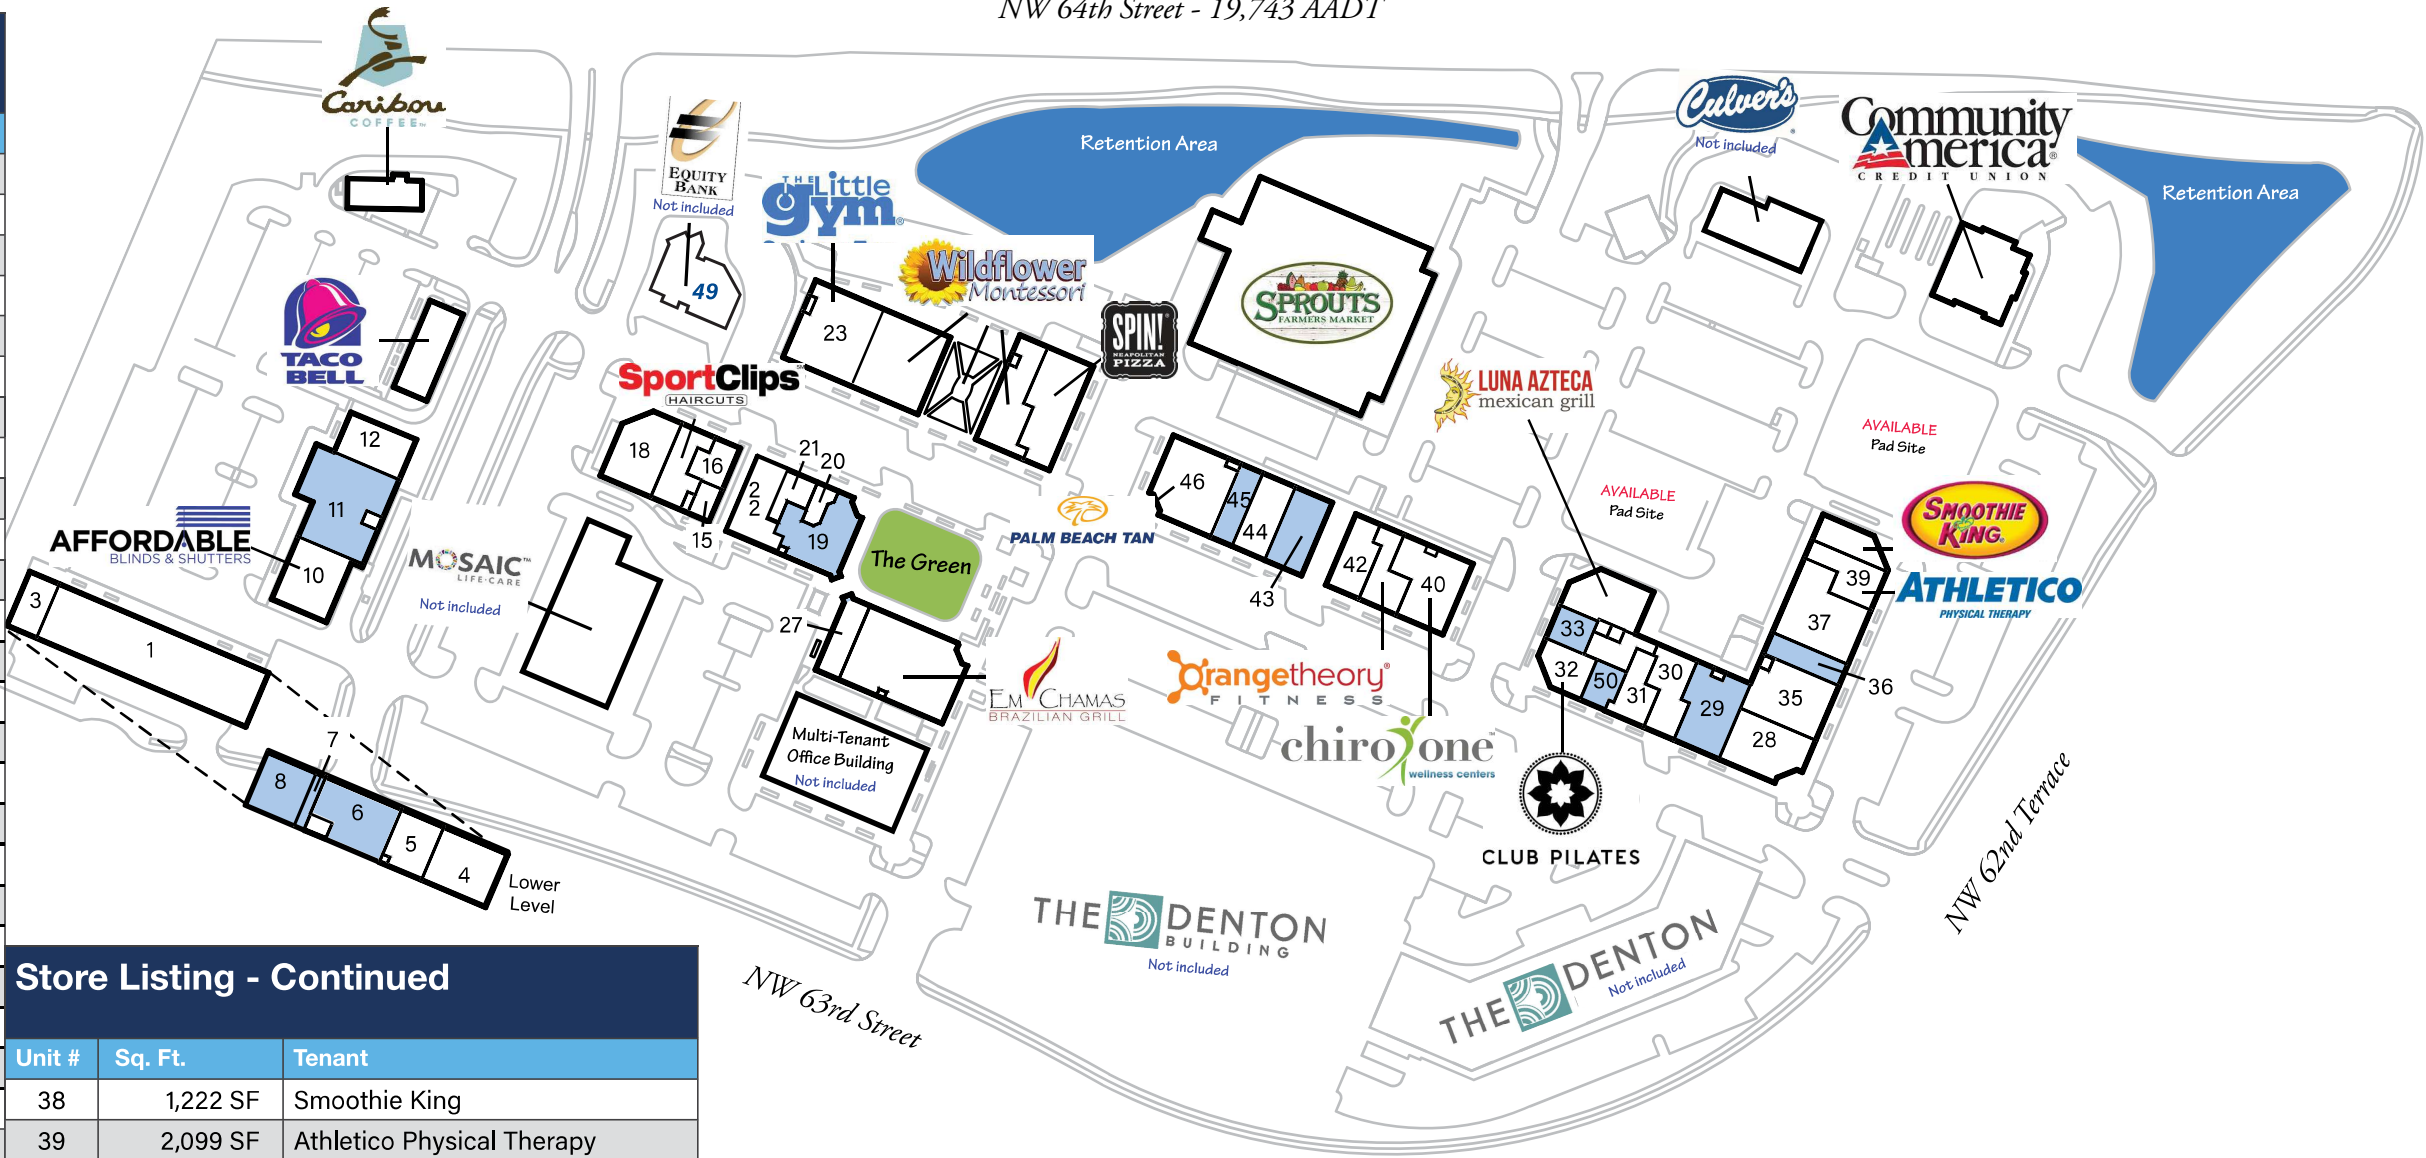 NW 64th Street - 19,743 AADT
Caribou
COFFEE
EQUITY
BANK
Not included
49
THE Little
gym
Wildflower
Montessori
Retention Area
SPIN!
NEAPOLITAN
PIZZA
SPROUTS
FARMERS MARKET
Culver's
Not included
Community
America
CREDIT UNION
Retention Area
TACO
BELL
SportClips
HAIRCUTS
23
LUNA AZTECA
mexican grill
AVAILABLE
Pad Site
AVAILABLE
Pad Site
12
11
10
AFFORDABLE
BLINDS & SHUTTERS
MOSAIC
LIFE·CARE
Not included
18
16
15
21
20
2
2
19
The Green
PALM BEACH TAN
46
45
44
43
42
40
SMOOTHIE
KING
ATHLETICO
PHYSICAL THERAPY
39
37
36
35
28
29
30
31
50
32
33
3
1
27
EM CHAMAS
BRAZILIAN GRILL
Orangetheory
FITNESS
chiro one
wellness centers
Multi-Tenant
Office Building
Not included
CLUB PILATES
7
8
6
5
4
Lower
Level
THE DENTON
BUILDING
Not included
THE DENTON
Not included
NW 62nd Terrace
NW 63rd Street
Store Listing - Continued
Unit # Sq. Ft. Tenant
38 1,222 SF Smoothie King
39 2,099 SF Athletico Physical Therapy